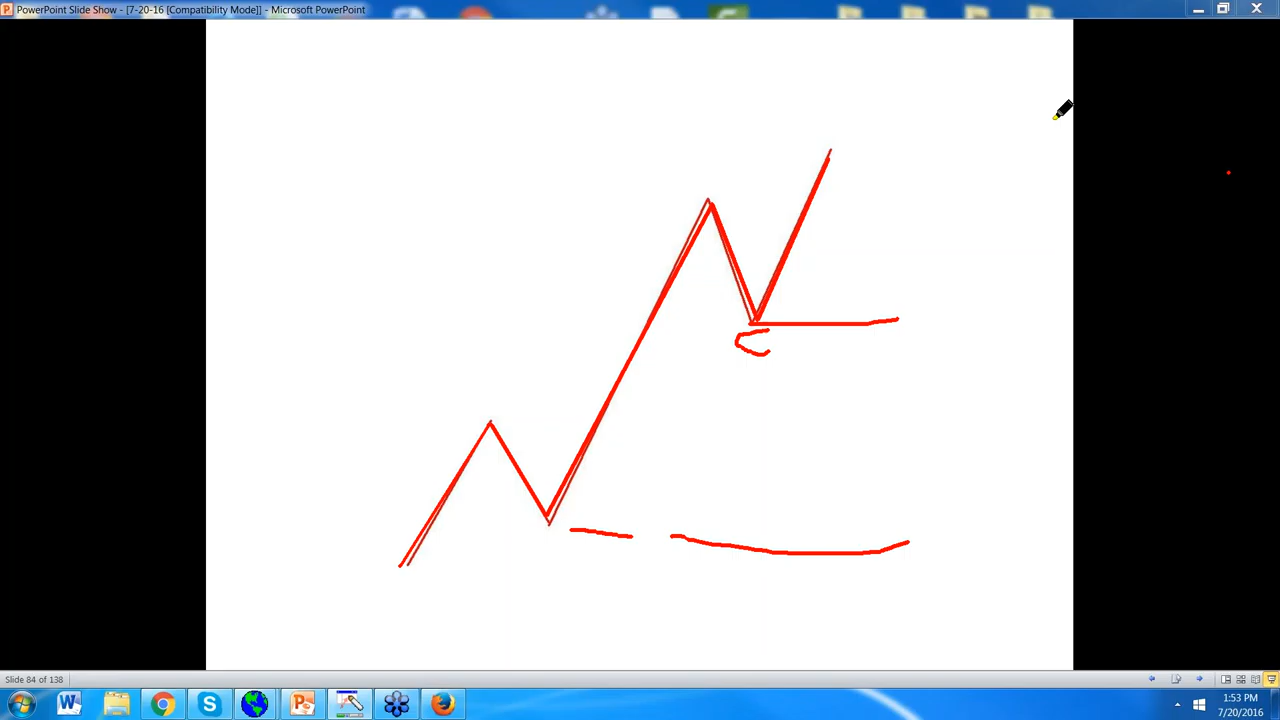 PowerPoint Slide Show - [7-20-16 [Compatibility Mode]] - Microsoft PowerPoint
Slide 84 of 138
1:53 PM
7/20/2016